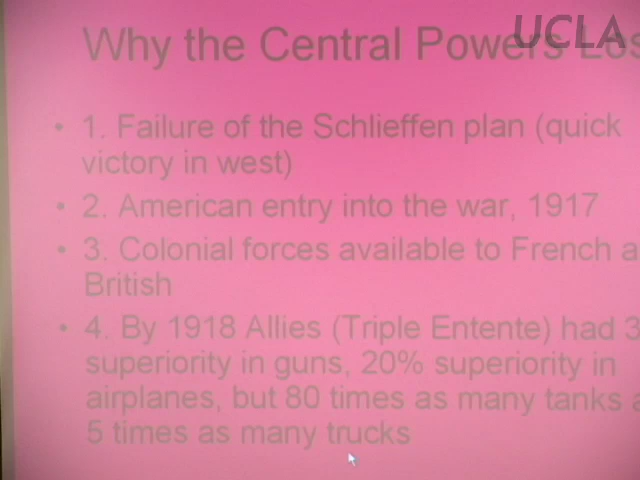 UCLA
Why the Central Powers Los
• 1. Failure of the Schlieffen plan (quick
victory in west)
• 2. American entry into the war, 1917
• 3. Colonial forces available to French a
British
• 4. By 1918 Allies (Triple Entente) had 3
superiority in guns, 20% superiority in
airplanes, but 80 times as many tanks a
5 times as many trucks